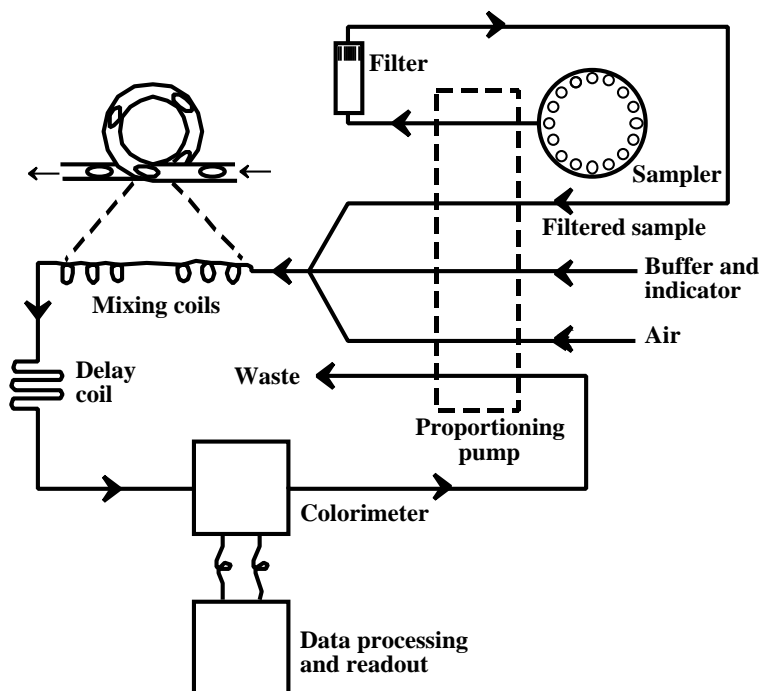 Filter
Sampler
Filtered sample
Buffer and
indicator
Mixing coils
Air
Delay
coil
Waste
Proportioning
pump
Colorimeter
Data processing
and readout